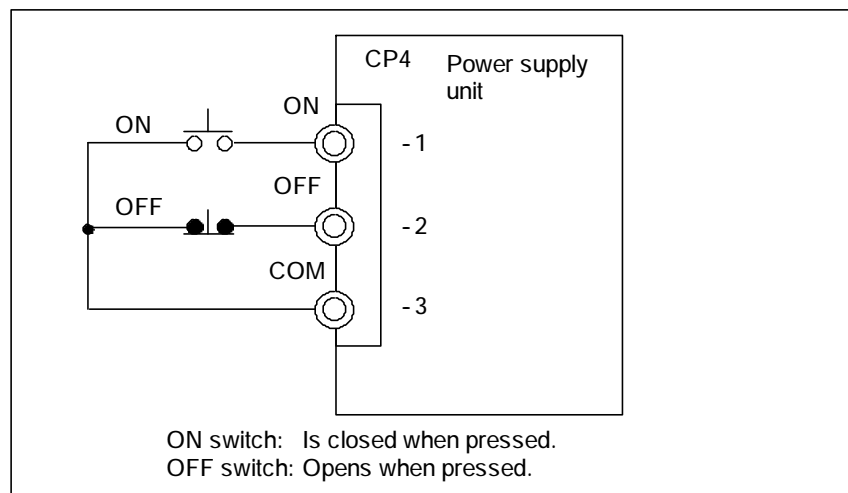 CP4
Power supply
unit
ON
ON
-1
OFF
OFF
-2
COM
-3
ON switch: Is closed when pressed.
OFF switch: Opens when pressed.